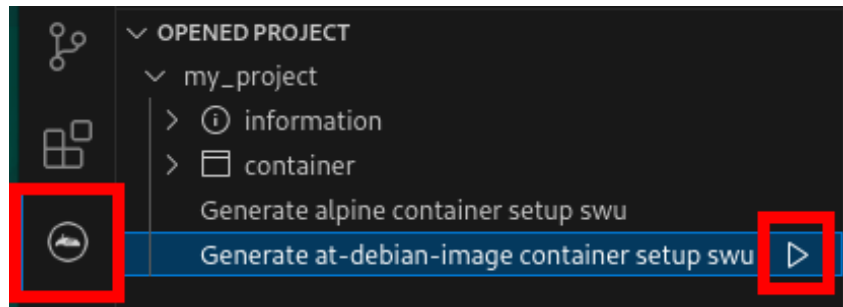 OPENED PROJECT
my_project
information
container
Generate alpine container setup swu
Generate at-debian-image container setup swu